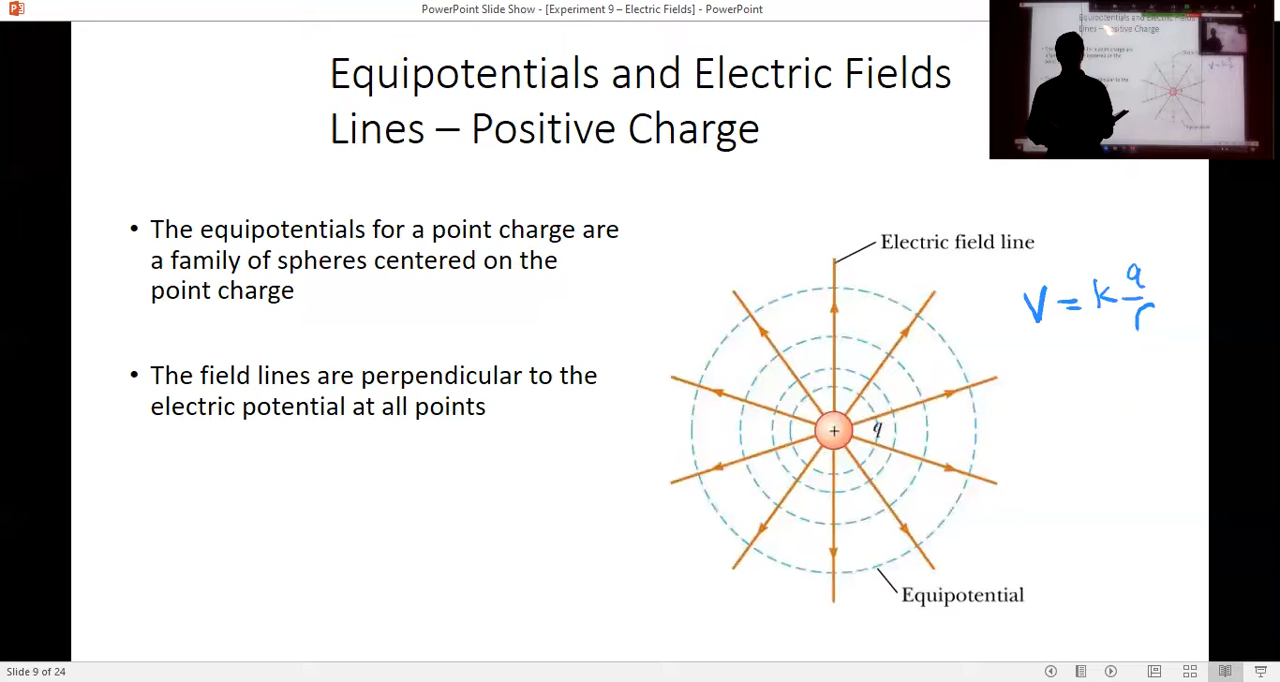 PowerPoint Slide Show - [Experiment 9 – Electric Fields] - PowerPoint
Equipotentials and Electric Fields
Lines – Positive Charge
• The equipotentials for a point charge are
a family of spheres centered on the
point charge
• The field lines are perpendicular to the
electric potential at all points
Electric field line
V = k q/r
+ q
Equipotential
Slide 9 of 24